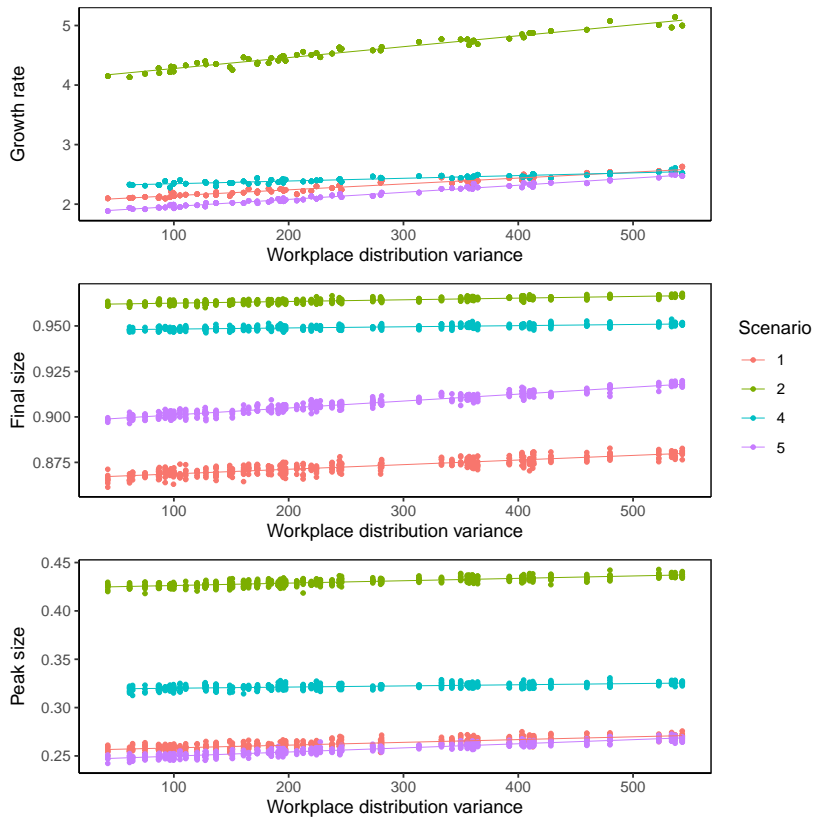 Growth rate
5
4
3
2
100 200 300 400 500
Workplace distribution variance
Final size
0.950
0.925
0.900
0.875
100 200 300 400 500
Workplace distribution variance
Scenario
1
2
4
5
Peak size
0.45
0.40
0.35
0.30
0.25
100 200 300 400 500
Workplace distribution variance